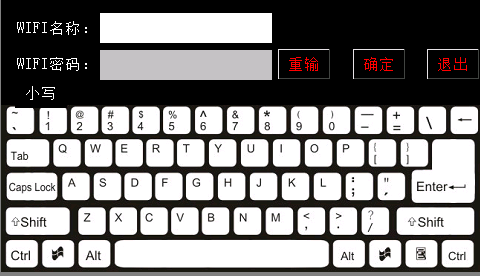 WIFI名称：
WIFI密码： 重输 确定 退出
小写
~ 、 ! 1 @ 2 # 3 $ 4 % 5 ^ 6 & 7 * 8 ( 9 ) 0 — – + = \ ←
Tab Q W E R T Y U I O P { [ } ]
Caps Lock A S D F G H J K L : ; " , Enter
⇧Shift Z X C V B N M < , > . ? / ⇧Shift
Ctrl Alt Alt Ctrl